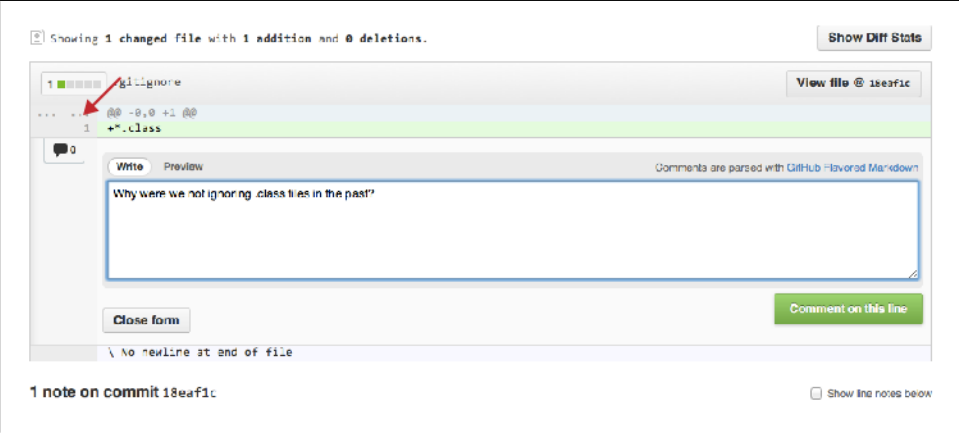 Showing 1 changed file with 1 addition and 0 deletions.
Show Diff Stats
1 .gitignore
View file @ 18eaf1c
... ...
@@ -0,0 +1 @@
1 +*.class
0
Write Preview
Comments are parsed with GitHub Flavored Markdown
Why were we not ignoring .class files in the past?
Comment on this line
Close form
\ No newline at end of file
1 note on commit 18eaf1c
Show line notes below